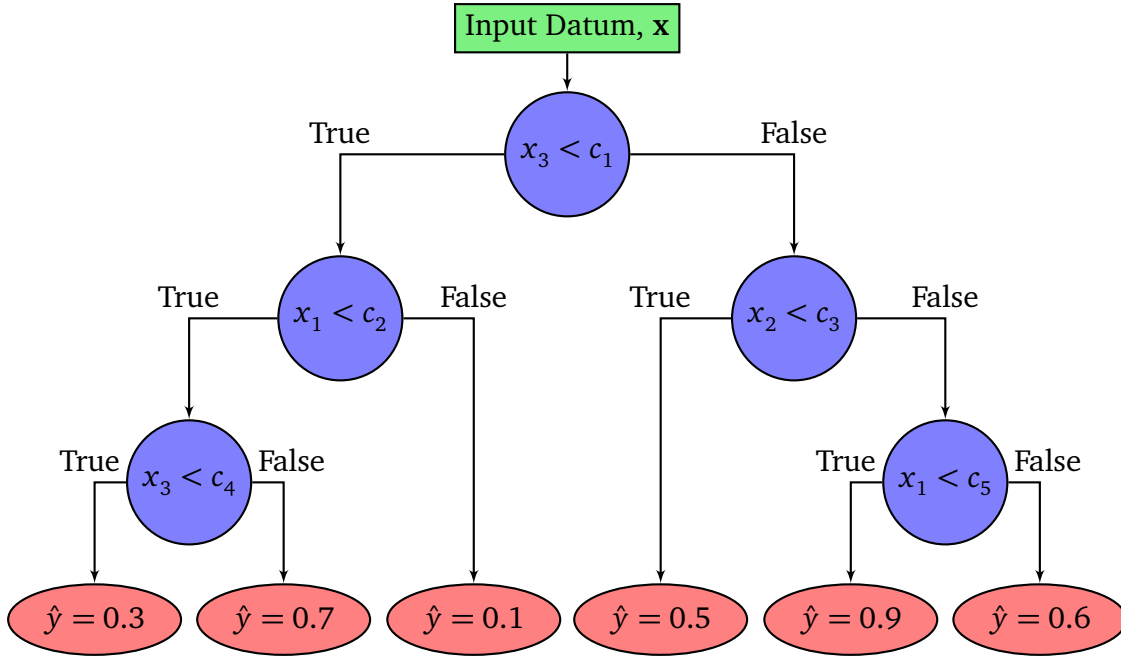 Input Datum, x
x₃ < c₁
True
False
x₁ < c₂
x₂ < c₃
True
False
True
False
x₃ < c₄
x₁ < c₅
True
False
True
False
ŷ = 0.3
ŷ = 0.7
ŷ = 0.1
ŷ = 0.5
ŷ = 0.9
ŷ = 0.6